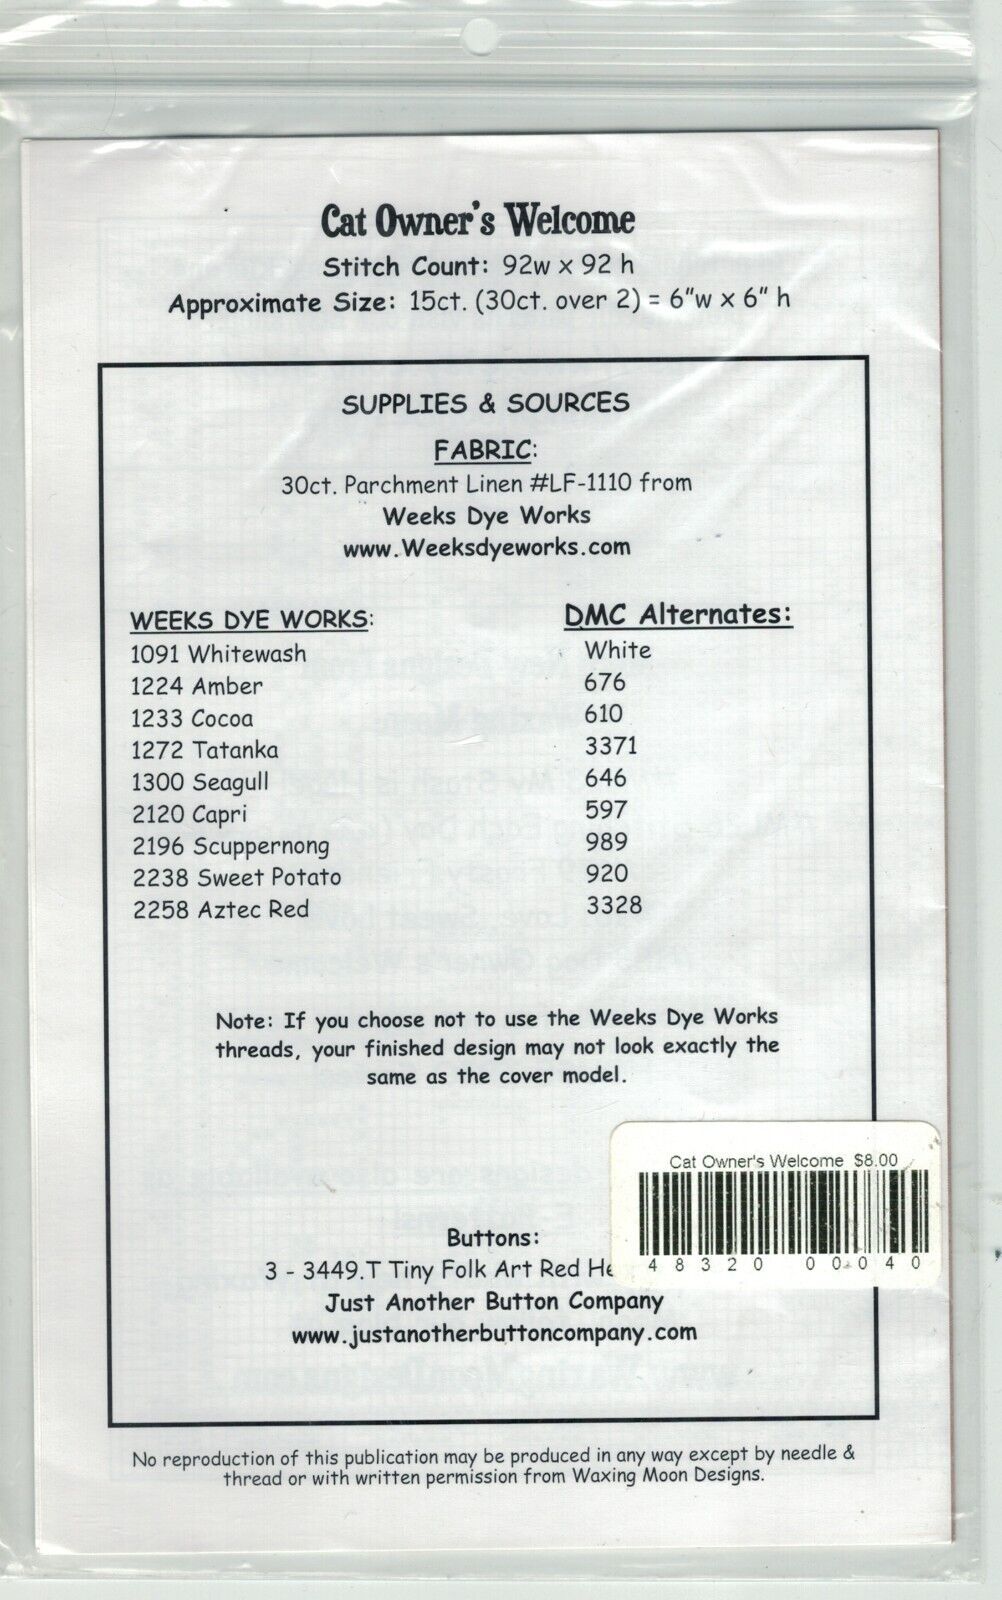 Cat Owner's Welcome
Stitch Count: 92w x 92 h
Approximate Size: 15ct. (30ct. over 2) = 6"w x 6" h
SUPPLIES & SOURCES
FABRIC:
30ct. Parchment Linen #LF-1110 from
Weeks Dye Works
www.Weeksdyeworks.com
WEEKS DYE WORKS:
1091 Whitewash
1224 Amber
1233 Cocoa
1272 Tatanka
1300 Seagull
2120 Capri
2196 Scuppernong
2238 Sweet Potato
2258 Aztec Red
DMC Alternates:
White
676
610
3371
646
597
989
920
3328
Note: If you choose not to use the Weeks Dye Works
threads, your finished design may not look exactly the
same as the cover model.
Cat Owner's Welcome $8.00
48320 00040
Buttons:
3 - 3449.T Tiny Folk Art Red
Just Another Button Company
www.justanotherbuttoncompany.com
No reproduction of this publication may be produced in any way except by needle &
thread or with written permission from Waxing Moon Designs.